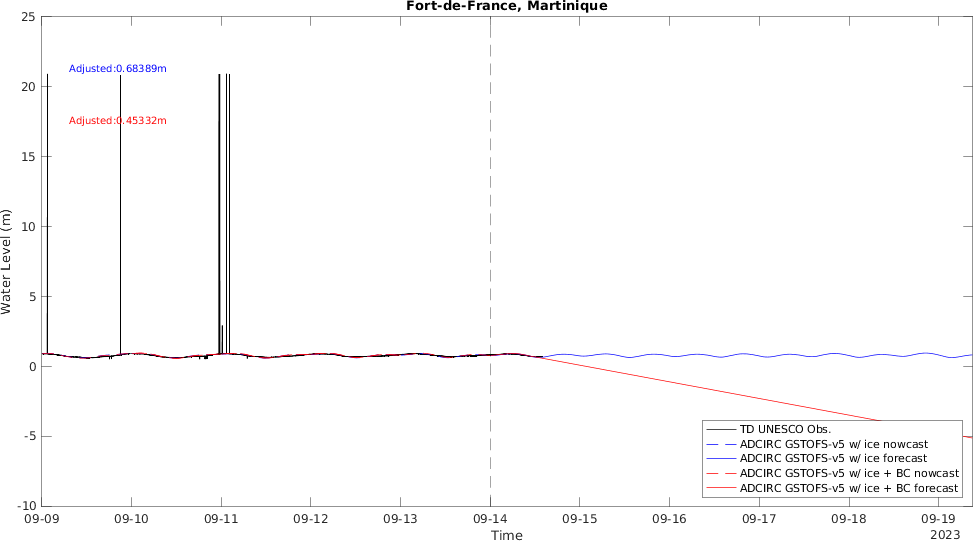 Fort-de-France, Martinique
25
20
15
10
5
0
-5
-10
Water Level (m)
Adjusted:0.68389m
Adjusted:0.45332m
TD UNESCO Obs.
ADCIRC GSTOFS-v5 w/ ice nowcast
ADCIRC GSTOFS-v5 w/ ice forecast
ADCIRC GSTOFS-v5 w/ ice + BC nowcast
ADCIRC GSTOFS-v5 w/ ice + BC forecast
09-09 09-10 09-11 09-12 09-13 09-14 09-15 09-16 09-17 09-18 09-19
Time
2023